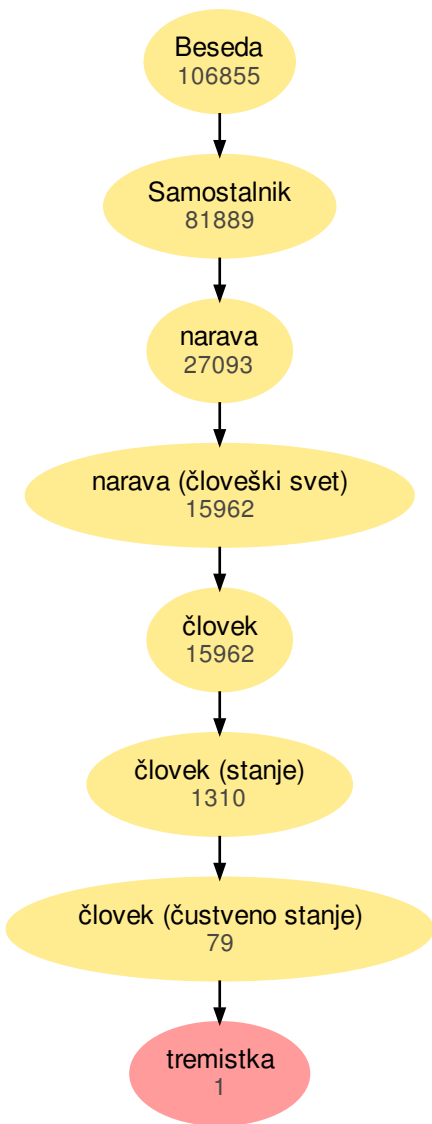 Beseda
106855
Samostalnik
81889
narava
27093
narava (človeški svet)
15962
človek
15962
človek (stanje)
1310
človek (čustveno stanje)
79
tremistka
1